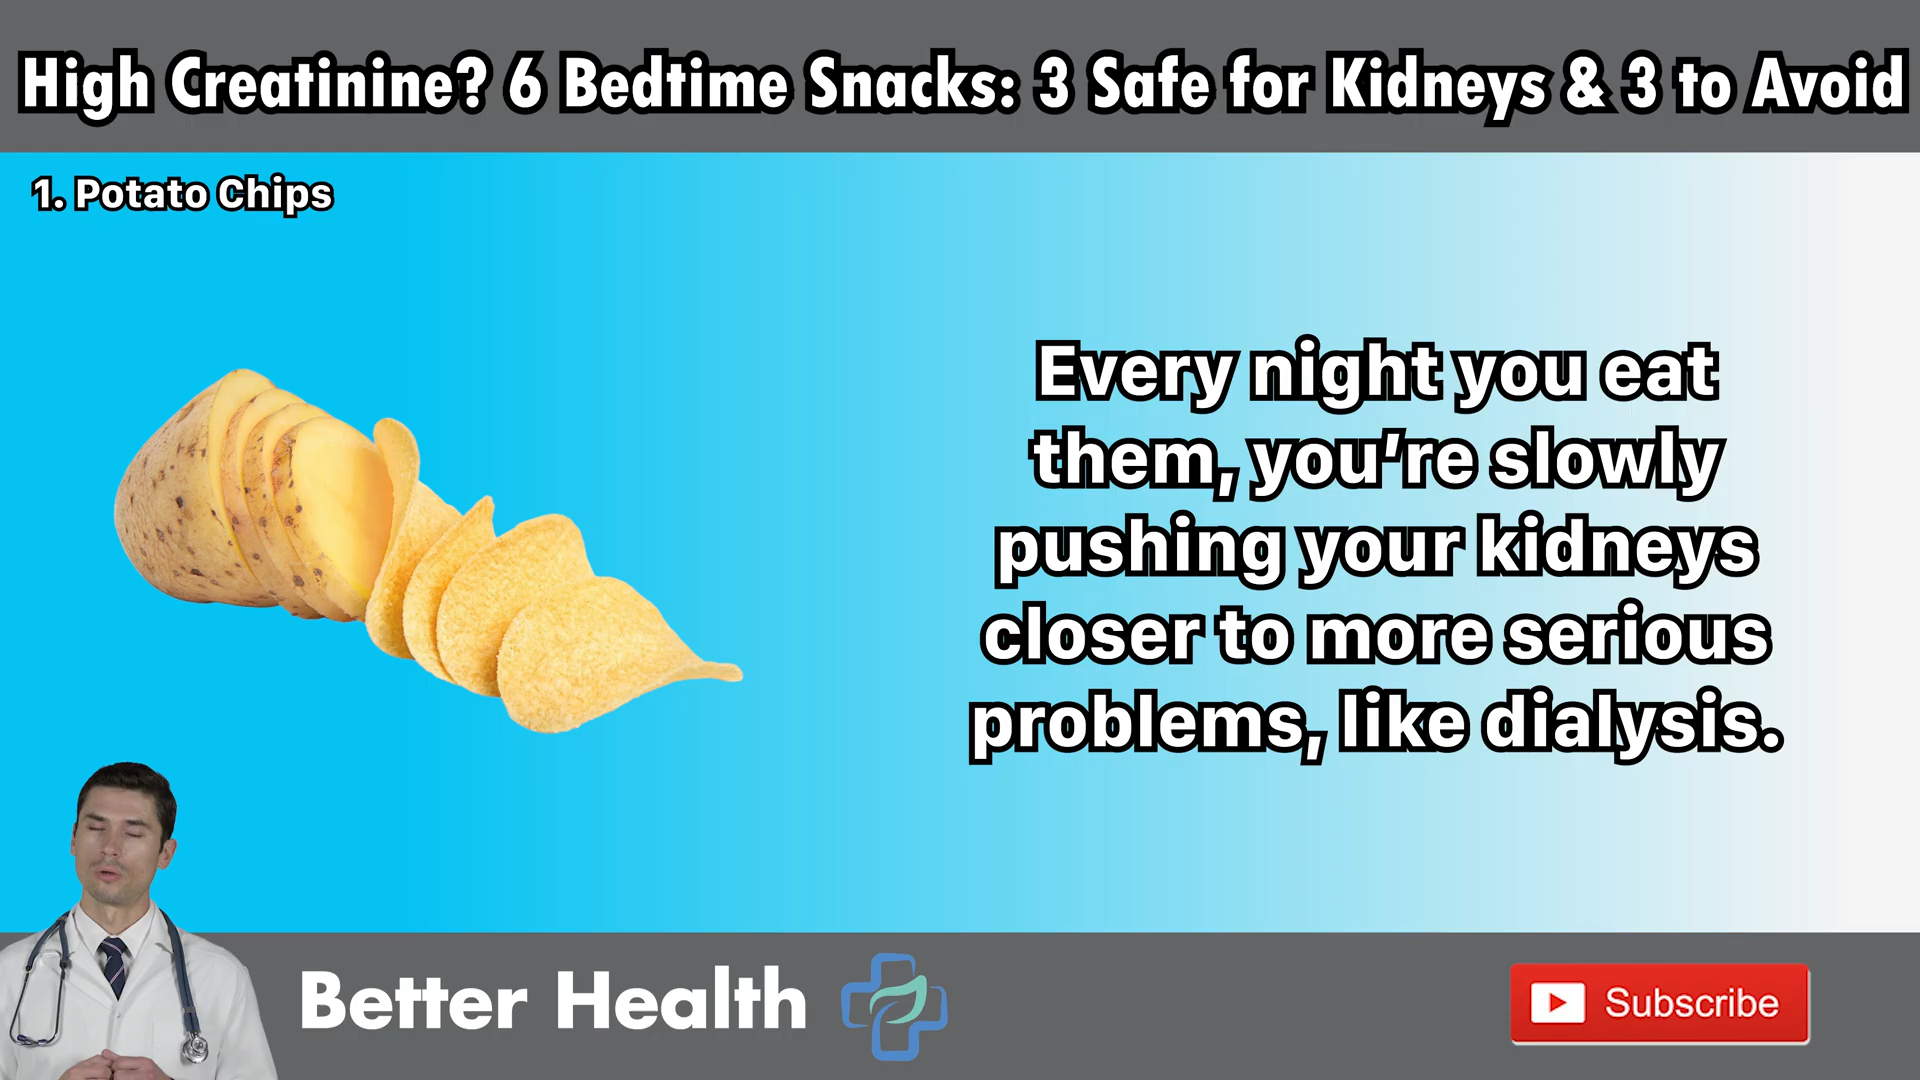 High Creatinine? 6 Bedtime Snacks: 3 Safe for Kidneys & 3 to Avoid
1. Potato Chips
Every night you eat
them, you’re slowly
pushing your kidneys
closer to more serious
problems, like dialysis.
Better Health
Subscribe